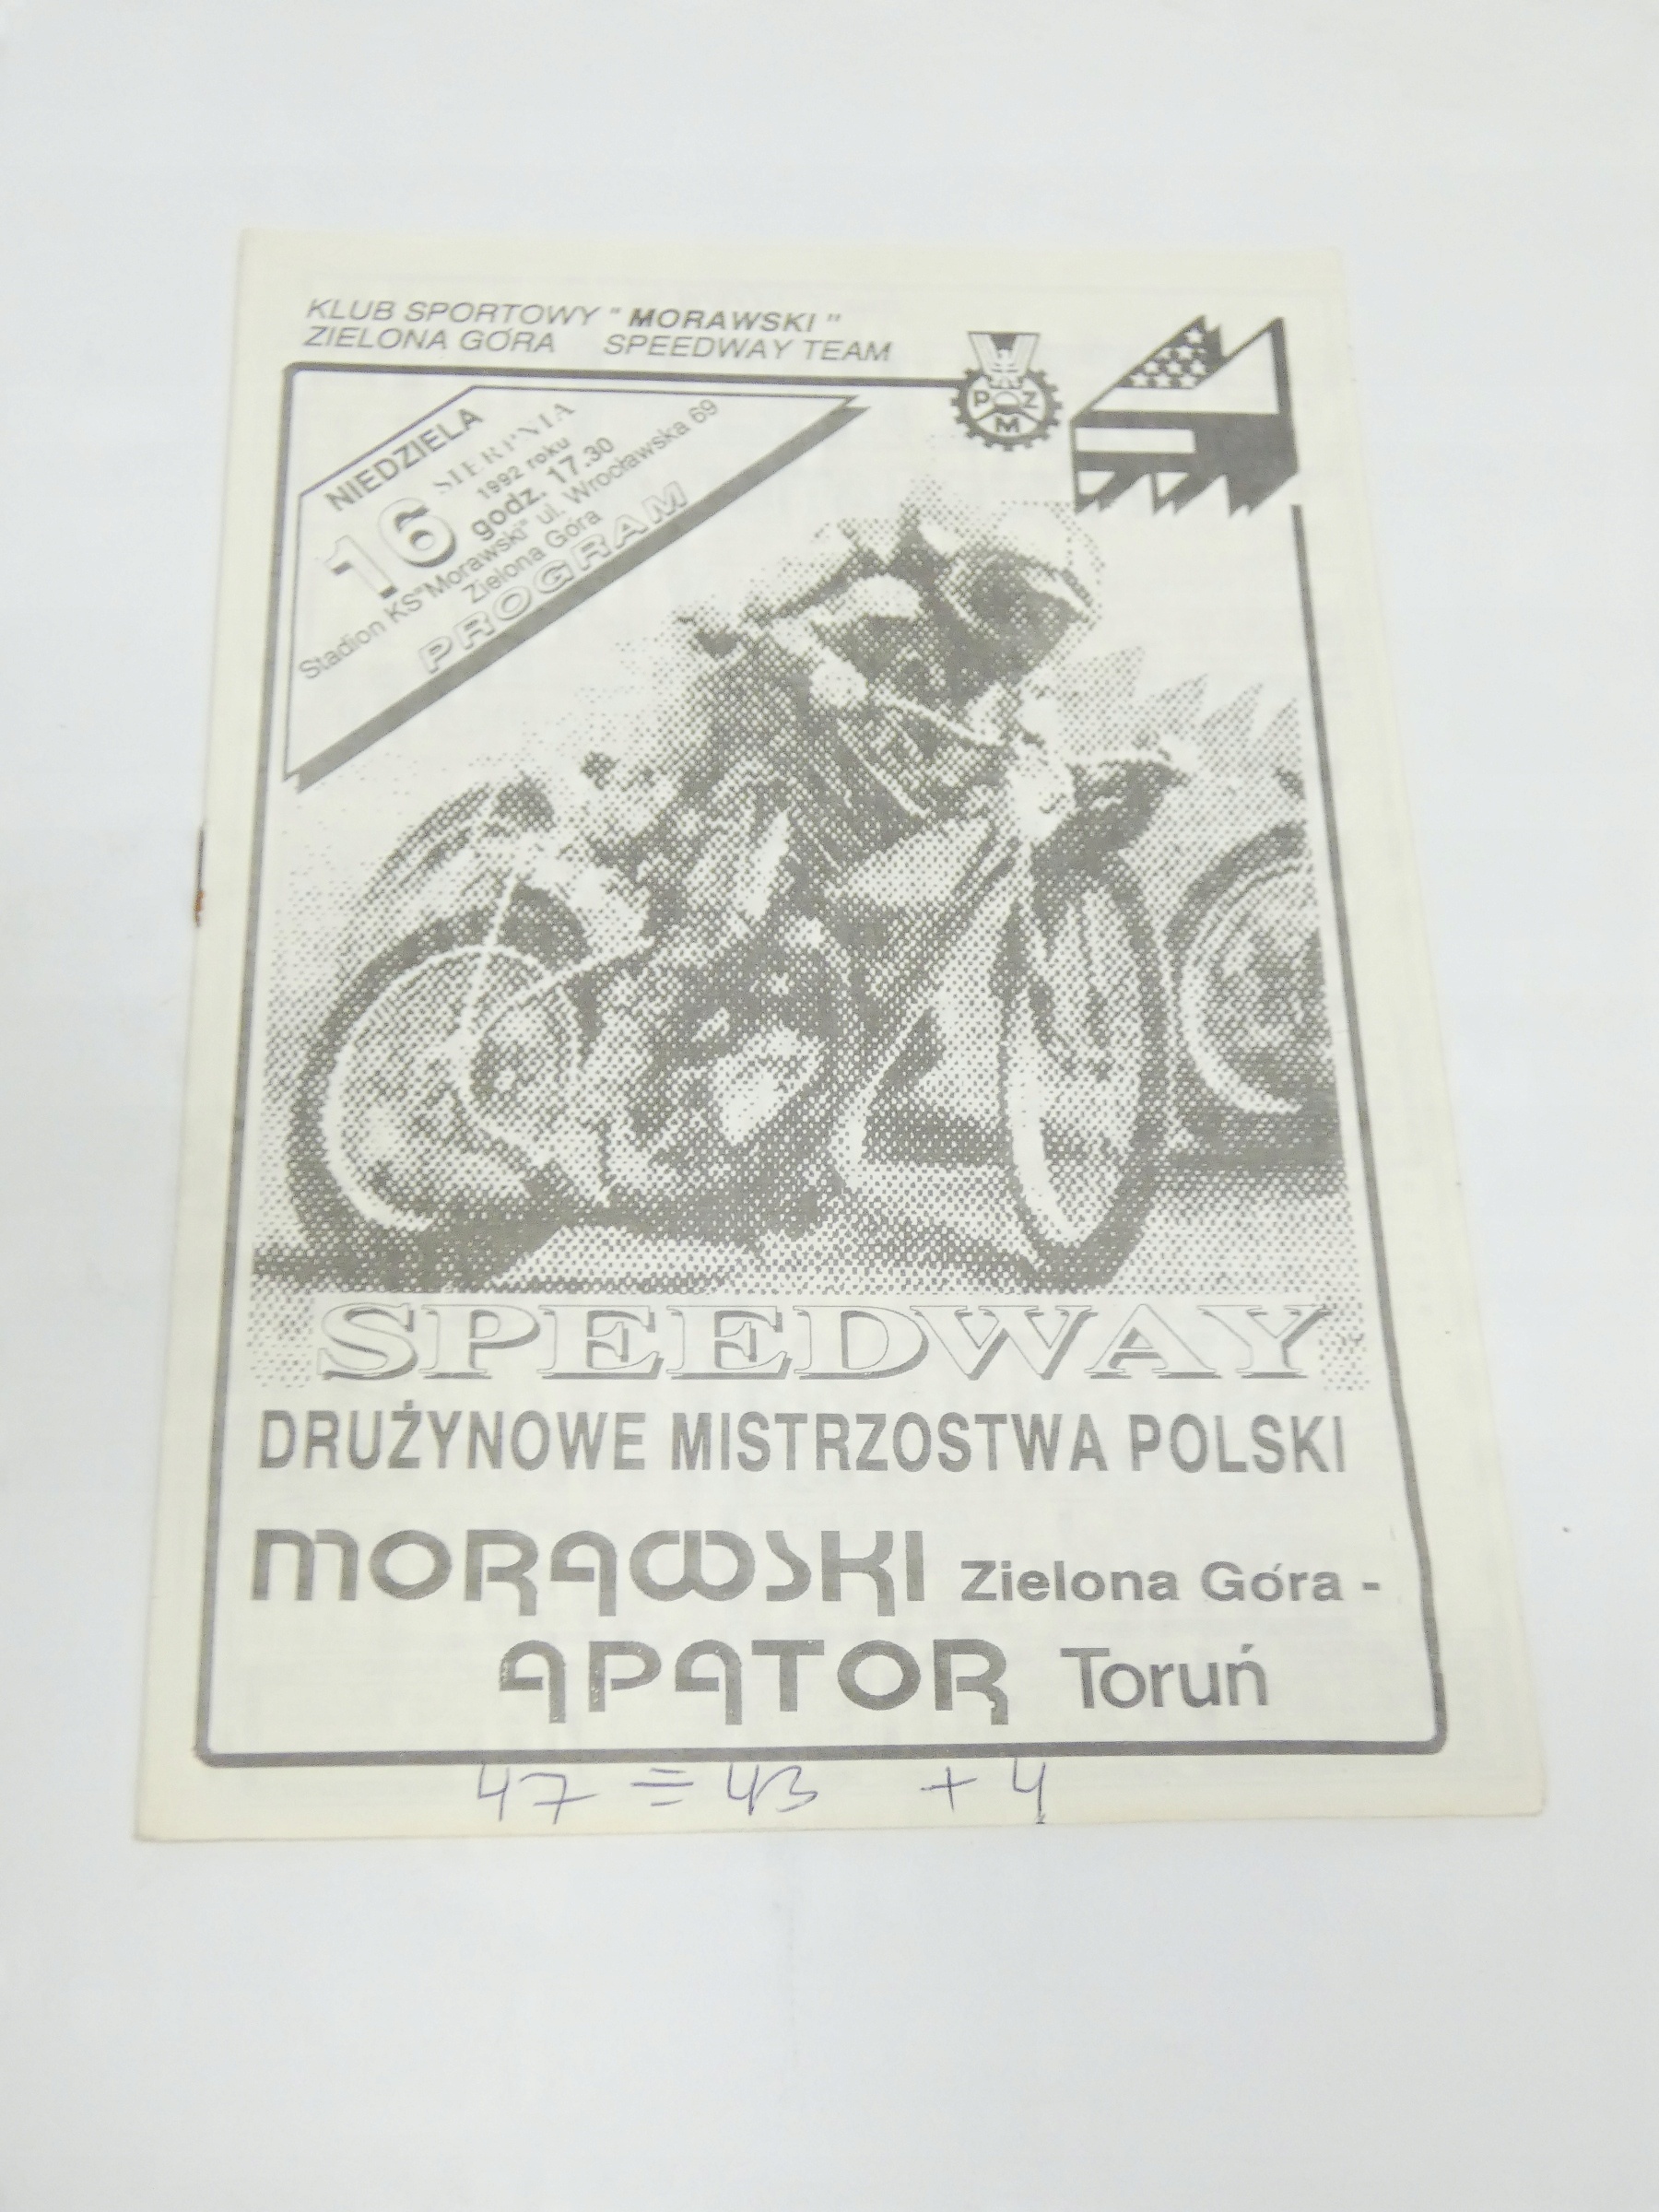 KLUB SPORTOWY "MORAWSKI"
ZIELONA GÓRA SPEEDWAY TEAM
PZM
NIEDZIELA
16 SIERPNIA
1992 roku
godz. 17.30
Stadion KS"Morawski" ul. Wrocławska 69
Zielona Góra
PROGRAM
SPEEDWAY
DRUŻYNOWE MISTRZOSTWA POLSKI
MORAWSKI Zielona Góra -
APATOR Toruń
47 = 43 + 4